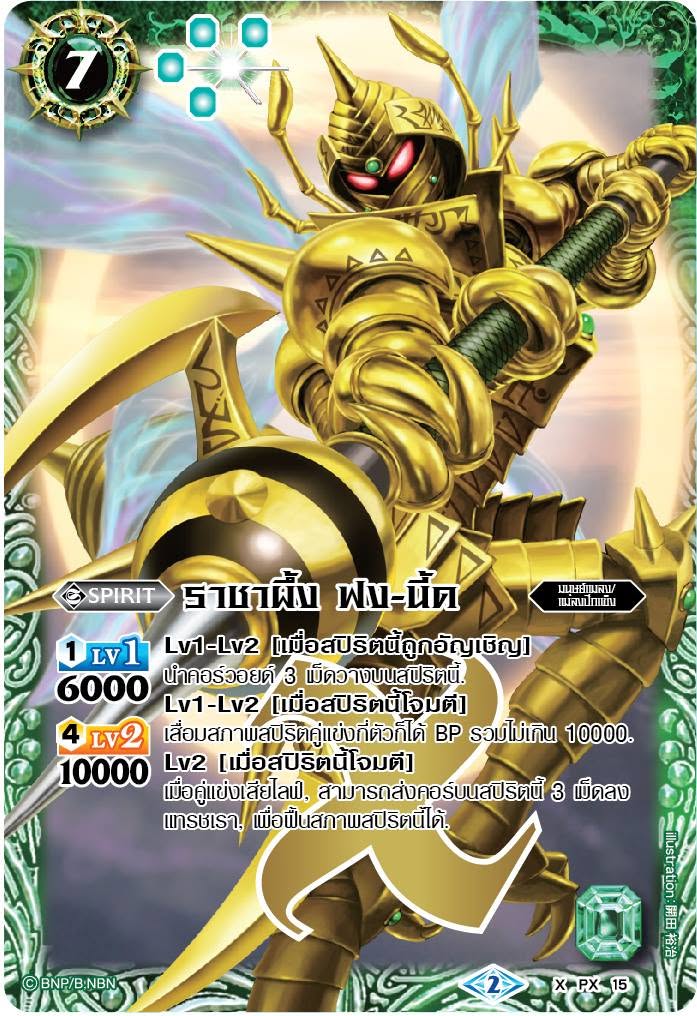 7
SPIRIT
ราชาผึ้ง ฟง-นี้ด
มนุษย์แมลง/
แมลงปีกแข็ง
1 LV1
6000
4 LV2
10000
Lv1-Lv2 [เมื่อสปิริตนี้ถูกอัญเชิญ]
นำคอร์วอยด์ 3 เม็ดวางบนสปิริตนี้.
Lv1-Lv2 [เมื่อสปิริตนี้โจมตี]
เสื่อมสภาพสปิริตคู่แข่งกี่ตัวก็ได้ BP รวมไม่เกิน 10000.
Lv2 [เมื่อสปิริตนี้โจมตี]
เมื่อคู่แข่งเสียไลฟ์, สามารถส่งคอร์บนสปิริตนี้ 3 เม็ดลง
แทรชเรา, เพื่อฟื้นสภาพสปิริตนี้ได้.
illustration: 開田 裕治
©BNP/B,NBN
2
X PX 15